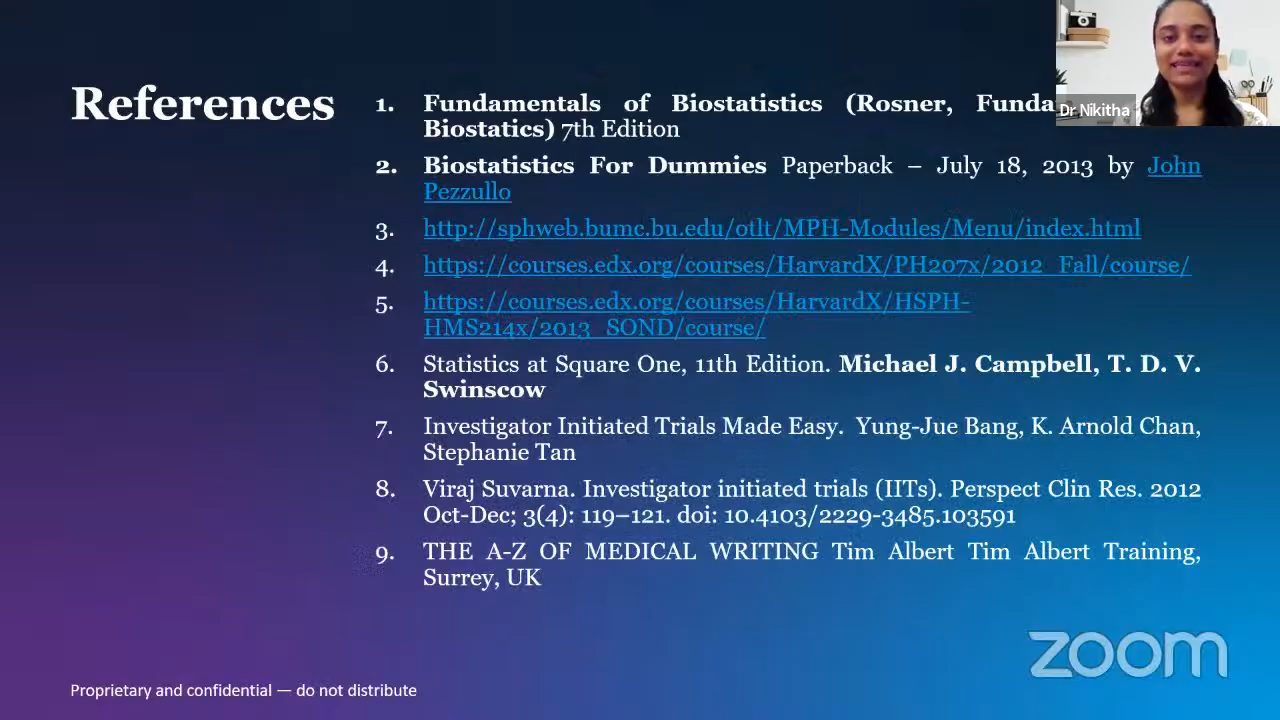 References
1. Fundamentals of Biostatistics (Rosner,
Biostatics) 7th Edition
2. Biostatistics For Dummies Paperback – July 18, 2013 by John
Pezzullo
3. http://sphweb.bumc.bu.edu/otlt/MPH-Modules/Menu/index.html
4. https://courses.edx.org/courses/HarvardX/PH207x/2012_Fall/course/
5. https://courses.edx.org/courses/HarvardX/HSPH-
HMS214x/2013_SOND/course/
6. Statistics at Square One, 11th Edition. Michael J. Campbell, T. D. V.
Swinscow
7. Investigator Initiated Trials Made Easy. Yung-Jue Bang, K. Arnold Chan,
Stephanie Tan
8. Viraj Suvarna. Investigator initiated trials (IITs). Perspect Clin Res. 2012
Oct-Dec; 3(4): 119–121. doi: 10.4103/2229-3485.103591
9. THE A-Z OF MEDICAL WRITING Tim Albert Tim Albert Training,
Surrey, UK
Dr Nikitha
zoom
Proprietary and confidential — do not distribute